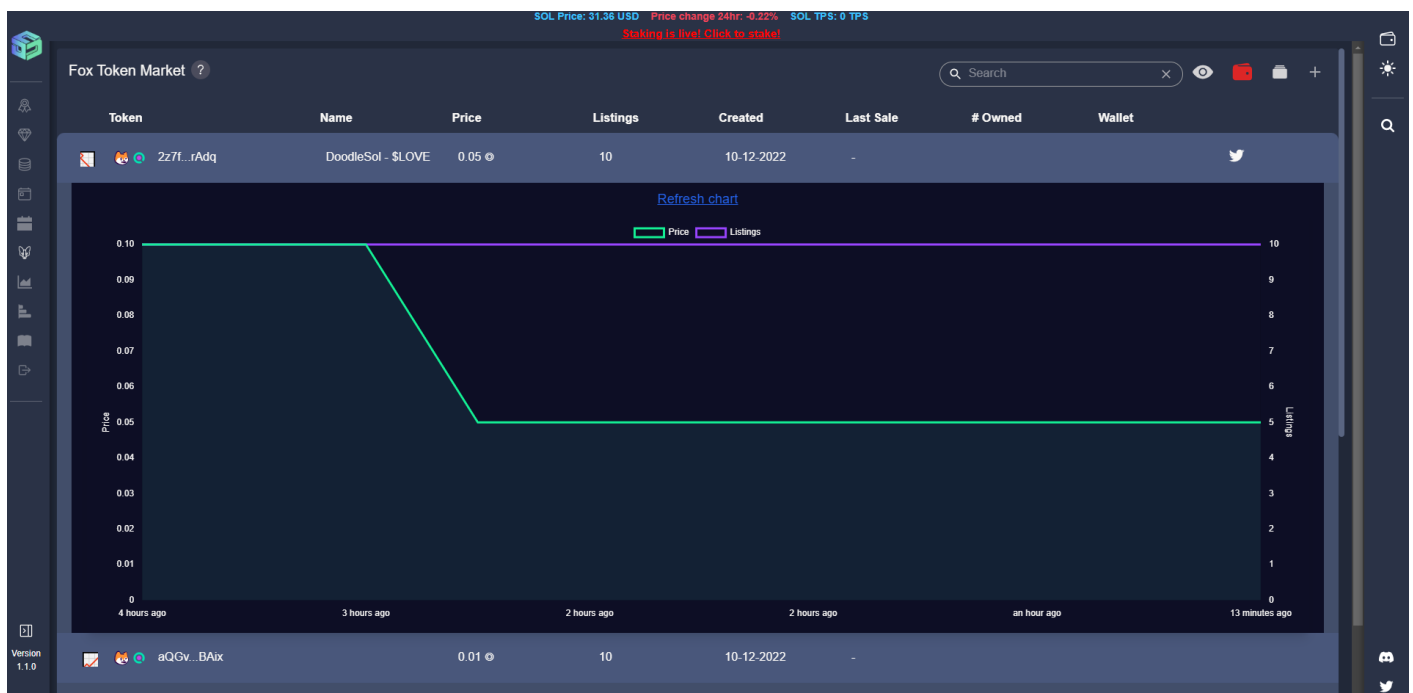 SOL Price: 31.36 USD Price change 24hr: -0.22% SOL TPS: 0 TPS
Staking is live! Click to stake!
Fox Token Market ?
Search
Token Name Price Listings Created Last Sale # Owned Wallet
2z7f...rAdq DoodleSol - $LOVE 0.05 10 10-12-2022 -
Refresh chart
Price Listings
0.10 10
0.09 9
0.08 8
0.07 7
0.06 6
Price
Listings
0.05 5
0.04 4
0.03 3
0.02 2
0.01 1
0 0
4 hours ago 3 hours ago 2 hours ago 2 hours ago an hour ago 13 minutes ago
aQGv...BAix 0.01 10 10-12-2022 -
Version
1.1.0